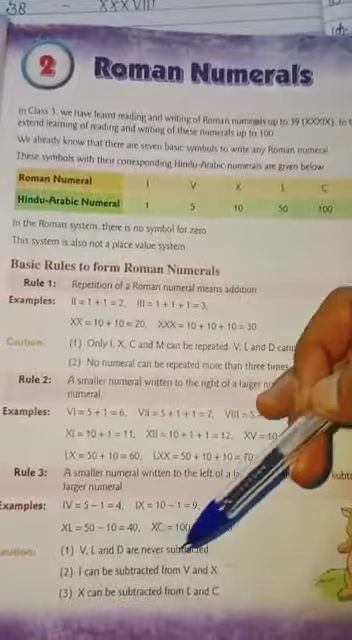 38 - XXXVIII
2 Roman Numerals
In Class 3, we have learnt reading and writing of Roman numerals up to 39 (XXXIX). In t
extend learning of reading and writing of these numerals up to 100.
We already know that there are seven basic symbols to write any Roman numeral.
These symbols with their corresponding Hindu-Arabic numerals are given below
Roman Numeral I V X L C
Hindu-Arabic Numeral 1 5 10 50 100
In the Roman system, there is no symbol for zero
This system is also not a place value system
Basic Rules to form Roman Numerals
Rule 1: Repetition of a Roman numeral means addition
Examples: II = 1 + 1 = 2, III = 1 + 1 + 1 = 3,
XX = 10 + 10 = 20, XXX = 10 + 10 + 10 = 30
Caution: (1) Only I, X, C and M can be repeated. V, L and D
(2) No numeral can be repeated more than three times
Rule 2: A smaller numeral written to the right of a larger
numeral.
Examples: VI = 5 + 1 = 6, VII = 5 + 1 + 1 = 7, VIII = 5
XI = 10 + 1 = 11, XII = 10 + 1 + 1 = 12, XV = 10
LX = 50 + 10 = 60, LXX = 50 + 10 + 10 = 70
Rule 3: A smaller numeral written to the left of a subt
larger numeral
Examples: IV = 5 - 1 = 4, IX = 10 - 1 = 9,
XL = 50 - 10 = 40, XC = 100
aution: (1) V, L and D are never subtracted
(2) I can be subtracted from V and X
(3) X can be subtracted from L and C